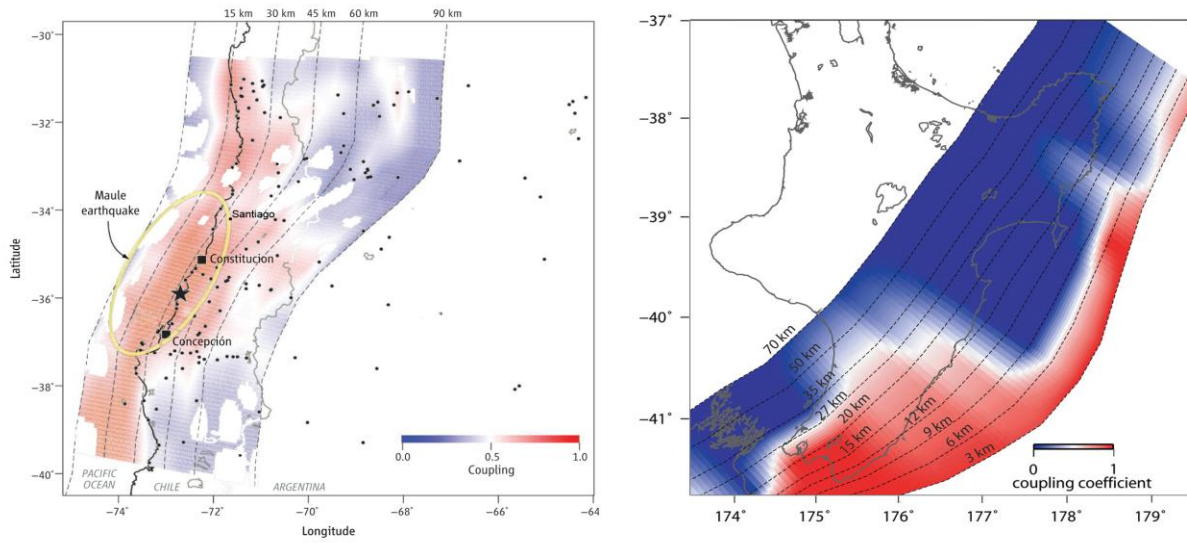 15 km 30 km 45 km 60 km 90 km
−30°
−32°
−34°
−36°
−38°
−40°
Latitude
Maule
earthquake
Santiago
Constitucion
Concepción
0.0 0.5 1.0
Coupling
PACIFIC
OCEAN
CHILE
ARGENTINA
−74 −72 −70 −68 −66 −64
Longitude
−37°
−38°
−39°
−40°
−41°
70 km
50 km
35 km
27 km
20 km
15 km
12 km
9 km
6 km
3 km
0 1
coupling coefficient
174° 175° 176° 177° 178° 179°